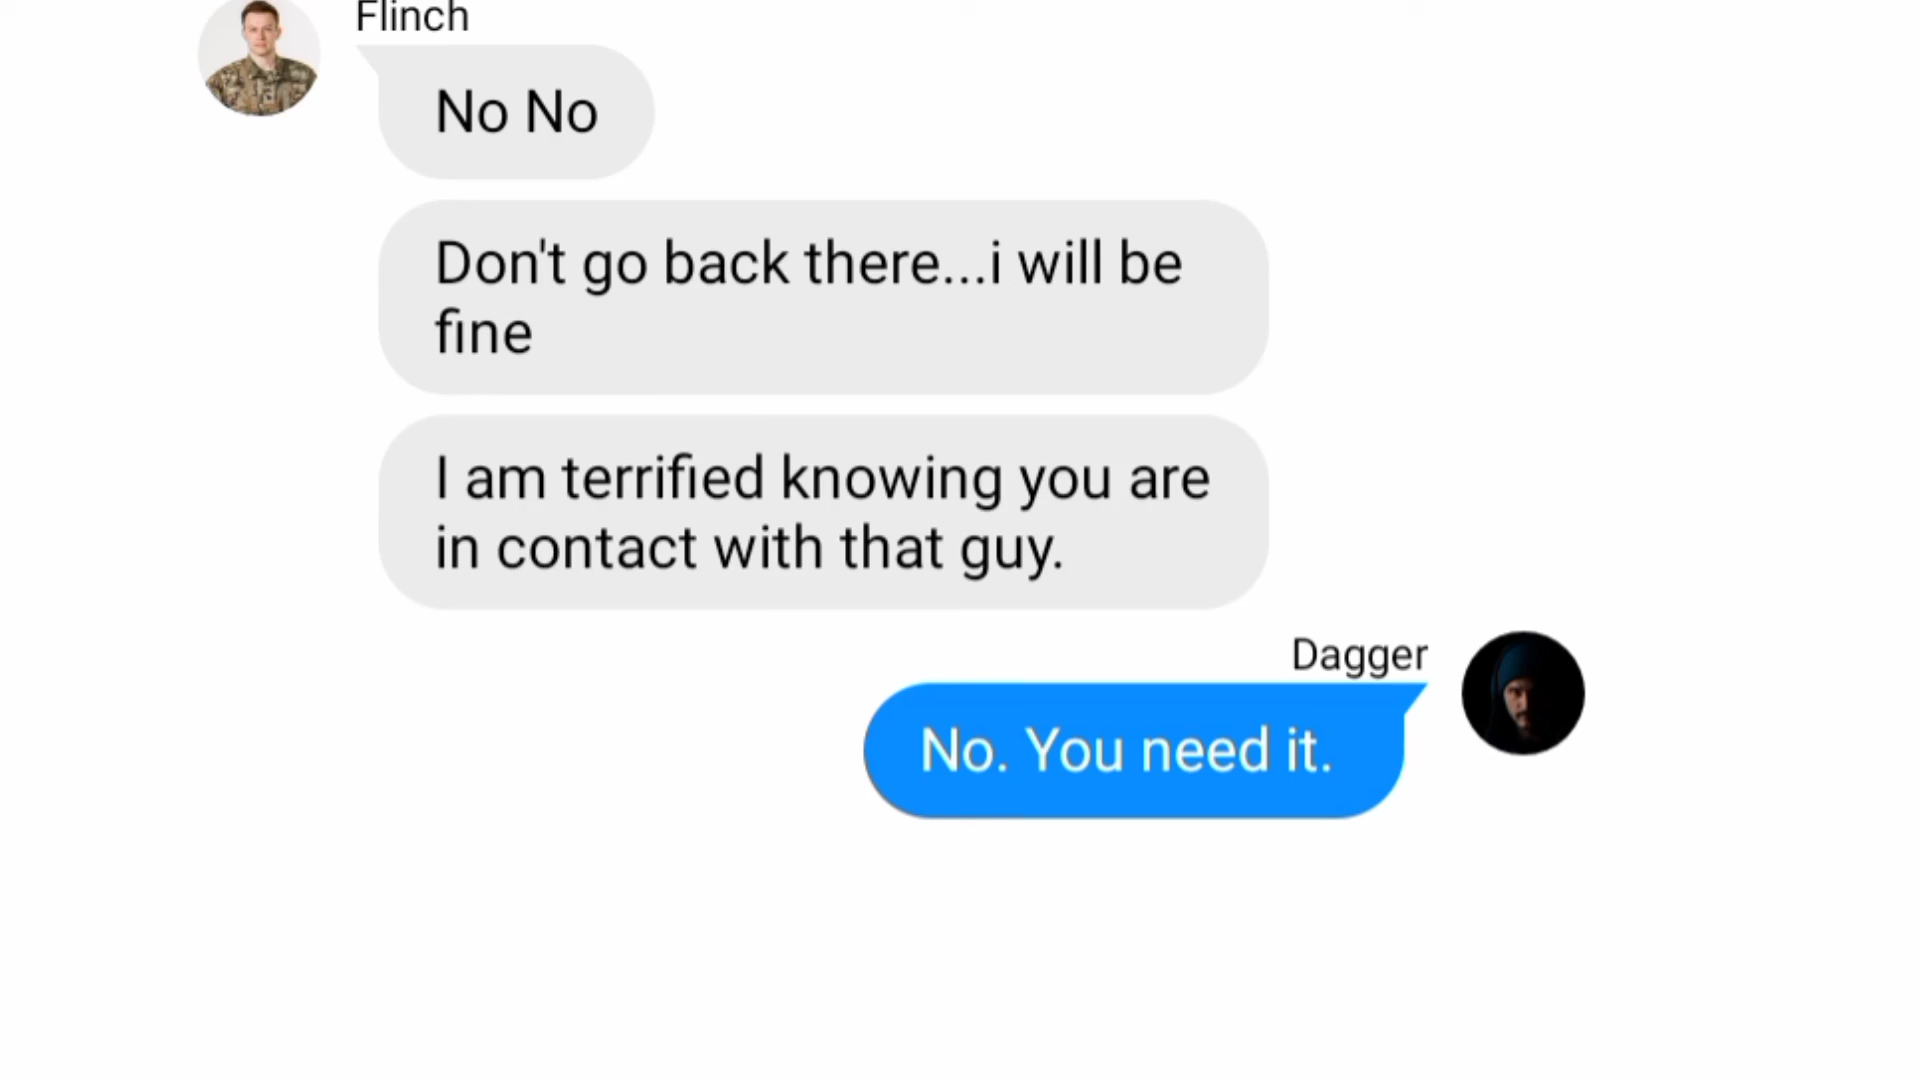 Flinch
No No
Don't go back there...i will be
fine
I am terrified knowing you are
in contact with that guy.
Dagger
No. You need it.